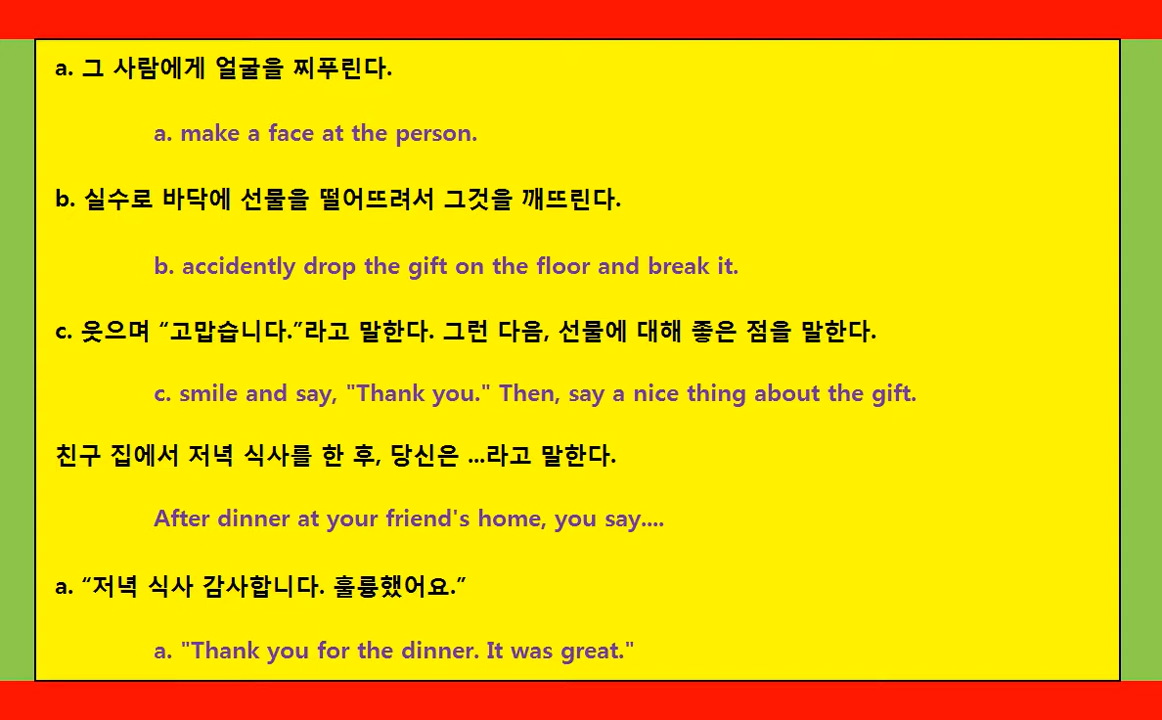 a. 그 사람에게 얼굴을 찌푸린다.
a. make a face at the person.
b. 실수로 바닥에 선물을 떨어뜨려서 그것을 깨뜨린다.
b. accidently drop the gift on the floor and break it.
c. 웃으며 “고맙습니다.”라고 말한다. 그런 다음, 선물에 대해 좋은 점을 말한다.
c. smile and say, "Thank you." Then, say a nice thing about the gift.
친구 집에서 저녁 식사를 한 후, 당신은 ...라고 말한다.
After dinner at your friend's home, you say....
a. “저녁 식사 감사합니다. 훌륭했어요.”
a. "Thank you for the dinner. It was great."